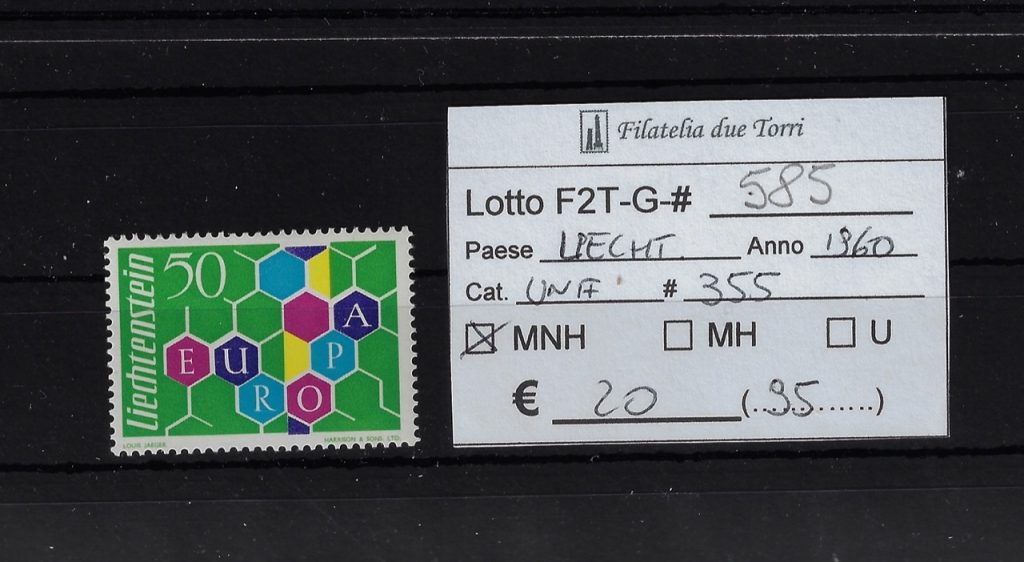 Liechtenstein
50
A
E U P
R O
LOUIS JAEGER
HARRISON & SONS. LTD
Filatelia due Torri
Lotto F2T-G-# 585
Paese LIECHT. Anno 1960
Cat. UNIF # 355
☒ MNH ☐ MH ☐ U
€ 20 (..95......)